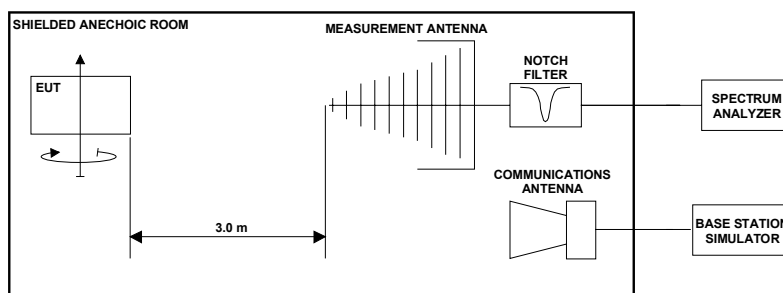 SHIELDED ANECHOIC ROOM
MEASUREMENT ANTENNA
EUT
NOTCH
FILTER
SPECTRUM
ANALYZER
COMMUNICATIONS
ANTENNA
3.0 m
BASE STATION
SIMULATOR